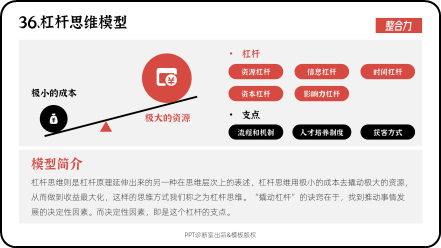 36.杠杆思维模型
整合力
极小的成本
极大的资源
• 杠杆
资源杠杆 信息杠杆 时间杠杆
资本杠杆 影响力杠杆
• 支点
流程和机制 人才培养制度 获客方式
模型简介
杠杆思维则是杠杆原理延伸出来的另一种在思维层次上的表述，杠杆思维用极小的成本去撬动极大的资源，
从而做到收益最大化，这样的思维方式我们称之为杠杆思维。“撬动杠杆”的诀窍在于，找到推动事情发
展的决定性因素。而决定性因素，即是这个杠杆的支点。
PPT@新室出品&模板版权